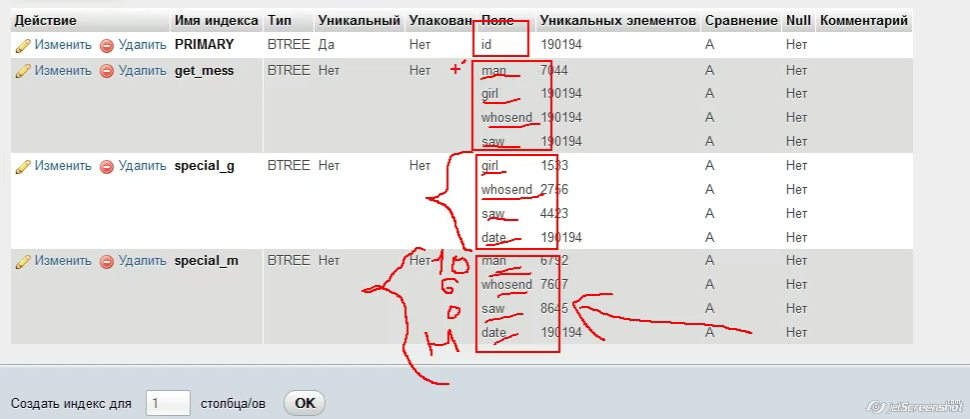 Действие Имя индекса Тип Уникальный Упакован Поле Уникальных элементов Сравнение Null Комментарий
Изменить Удалить PRIMARY BTREE Да Нет id 190194 A Нет
Изменить Удалить get_mess BTREE Нет Нет + man 7044 A Нет
girl 190194 A Нет
whosend 190194 A Нет
saw 190194 A Нет
Изменить Удалить special_g BTREE Нет Нет girl 1533 A Нет
whosend 2756 A Нет
saw 4423 A Нет
date 190194 A Нет
Изменить Удалить special_m BTREE Нет Нет 10 man 6792 A Нет
whosend 7607 A Нет
0 saw 8645 A Нет
date 190194 A Нет
Создать индекс для 1 столбца/ов OK
jetScreenshot